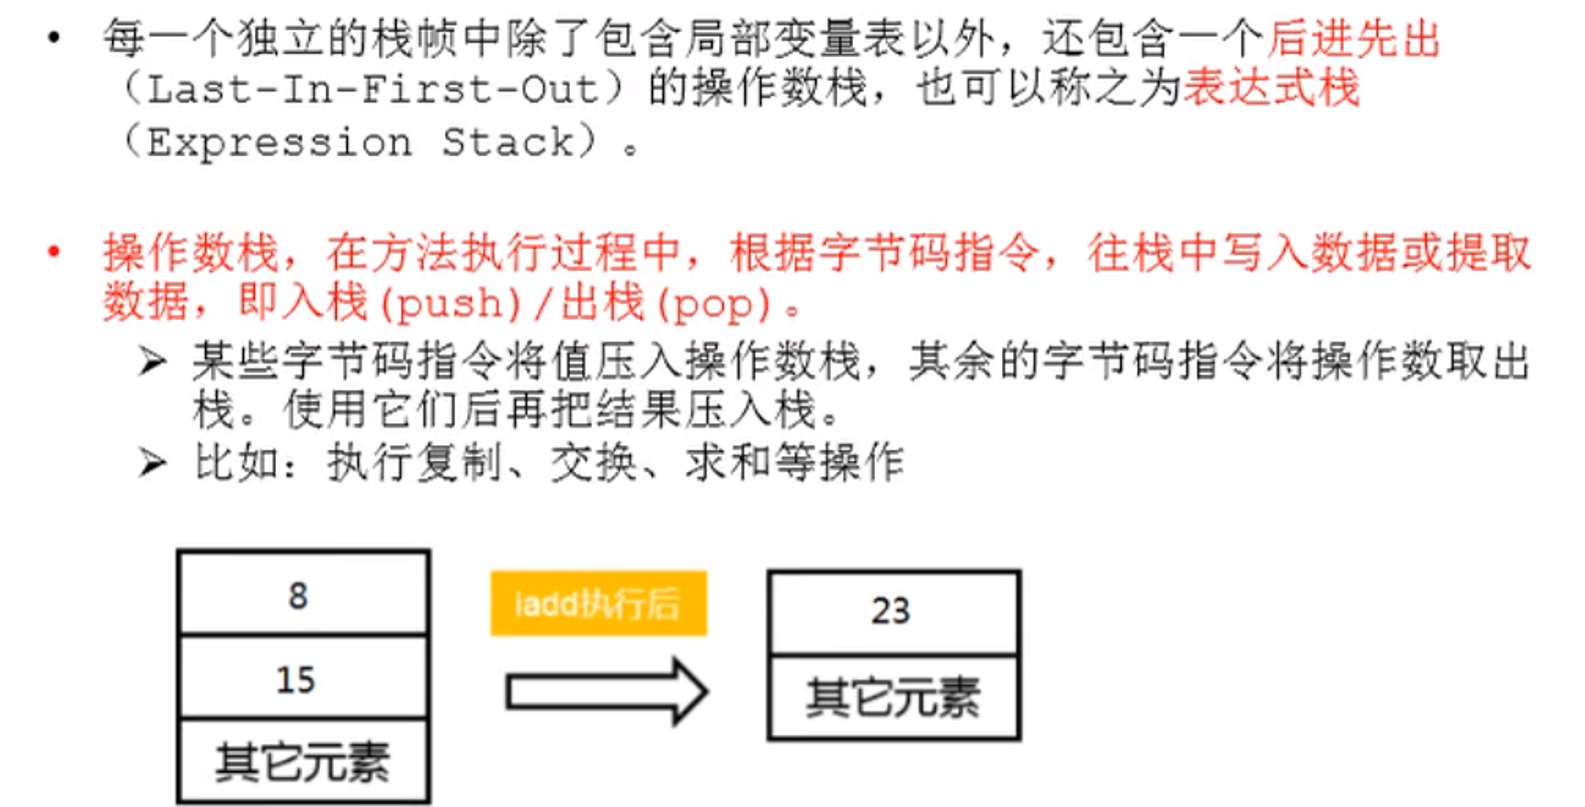 • 每一个独立的栈帧中除了包含局部变量表以外，还包含一个后进先出
（Last-In-First-Out）的操作数栈，也可以称之为表达式栈
（Expression Stack）。
• 操作数栈，在方法执行过程中，根据字节码指令，往栈中写入数据或提取
数据，即入栈(push)/出栈(pop)。
➢ 某些字节码指令将值压入操作数栈，其余的字节码指令将操作数取出
栈。使用它们后再把结果压入栈。
➢ 比如：执行复制、交换、求和等操作
8
15
其它元素
iadd执行后
23
其它元素